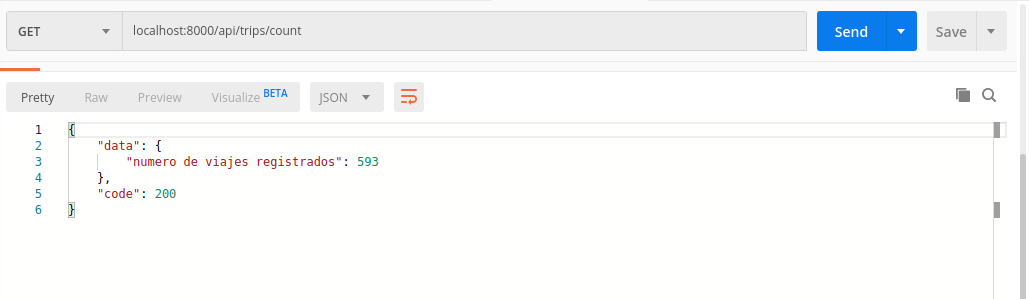 GET localhost:8000/api/trips/count Send Save
Pretty Raw Preview Visualize BETA JSON
1 {
2 "data": {
3 "numero de viajes registrados": 593
4 },
5 "code": 200
6 }